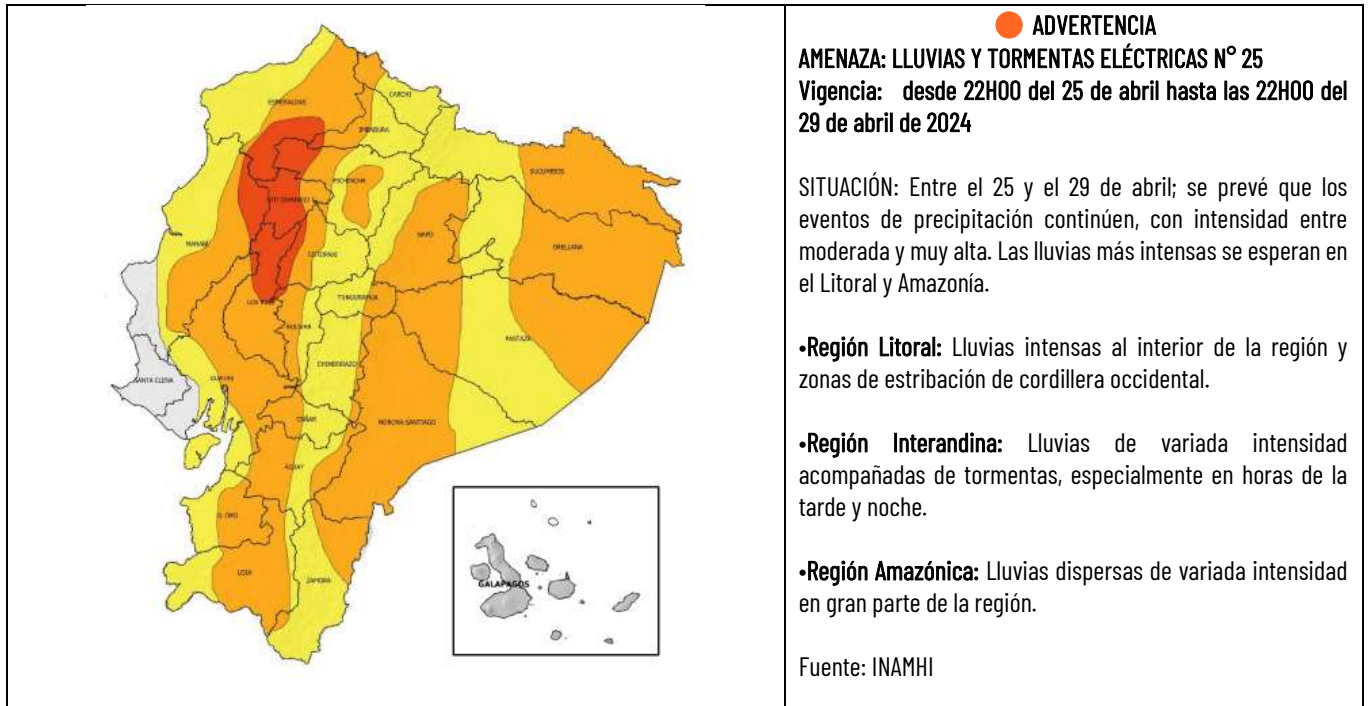 ESMERALDAS
CARCHI
IMBABURA
SUCUMBIOS
PICHINCHA
STO DOMINGO
NAPO
ORELLANA
MANABI
COTOPAXI
LOS RIOS
TUNGURAHUA
BOLIVAR
PASTAZA
CHIMBORAZO
SANTA ELENA
GUAYAS
CAÑAR
MORONA SANTIAGO
AZUAY
EL ORO
LOJA
ZAMORA
GALAPAGOS
ADVERTENCIA
AMENAZA: LLUVIAS Y TORMENTAS ELÉCTRICAS N° 25
Vigencia: desde 22H00 del 25 de abril hasta las 22H00 del
29 de abril de 2024
SITUACIÓN: Entre el 25 y el 29 de abril; se prevé que los
eventos de precipitación continúen, con intensidad entre
moderada y muy alta. Las lluvias más intensas se esperan en
el Litoral y Amazonía.
•Región Litoral: Lluvias intensas al interior de la región y
zonas de estribación de cordillera occidental.
•Región Interandina: Lluvias de variada intensidad
acompañadas de tormentas, especialmente en horas de la
tarde y noche.
•Región Amazónica: Lluvias dispersas de variada intensidad
en gran parte de la región.
Fuente: INAMHI